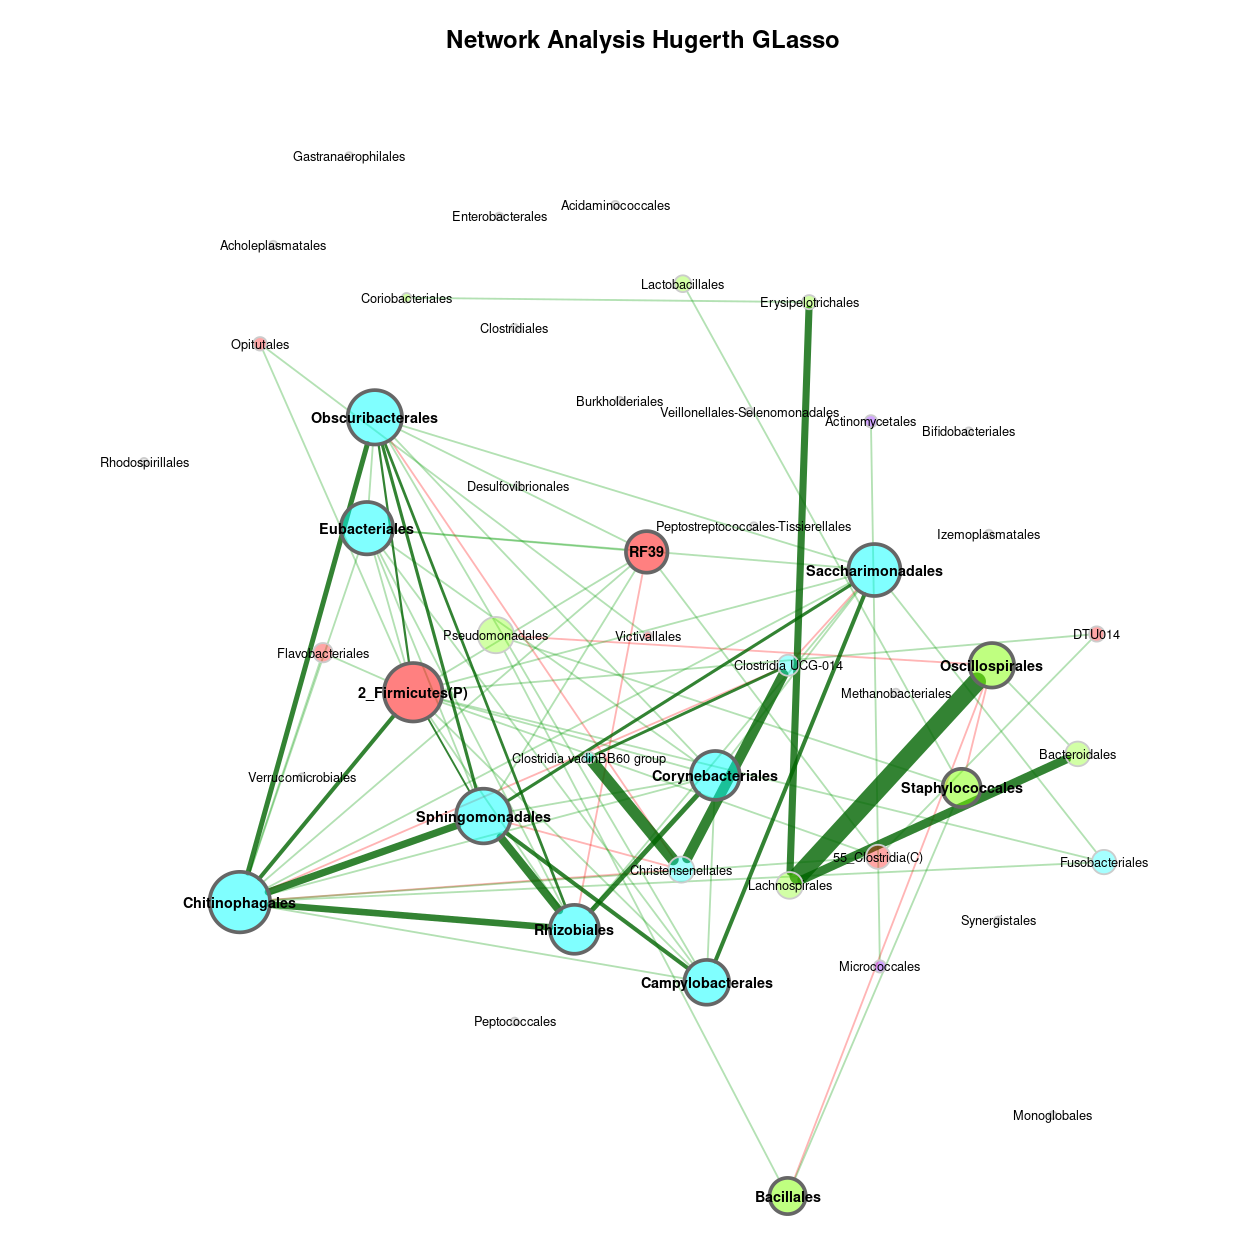 Network Analysis Hugerth GLasso
Gastranaerophilales
Acidaminococcales
Enterobacterales
Acholeplasmatales
Lactobacillales
Coriobacteriales
Erysipelotrichales
Clostridiales
Opitutales
Burkholderiales
Veillonellales-Selenomonadales
Obscuribacterales
Actinomycetales
Bifidobacteriales
Rhodospirillales
Desulfovibrionales
Eubacteriales
Peptostreptococcales-Tissierellales
Izemoplasmatales
RF39
Saccharimonadales
Pseudomonadales
Victivallales
DTU014
Flavobacteriales
Clostridia UCG-014
Oscillospirales
2_Firmicutes(P)
Methanobacteriales
Clostridia vadinBB60 group
Bacteroidales
Verrucomicrobiales
Corynebacteriales
Staphylococcales
Sphingomonadales
55_Clostridia(C)
Fusobacteriales
Christensenellales
Lachnospirales
Chitinophagales
Synergistales
Rhizobiales
Micrococcales
Campylobacterales
Peptococcales
Monoglobales
Bacillales